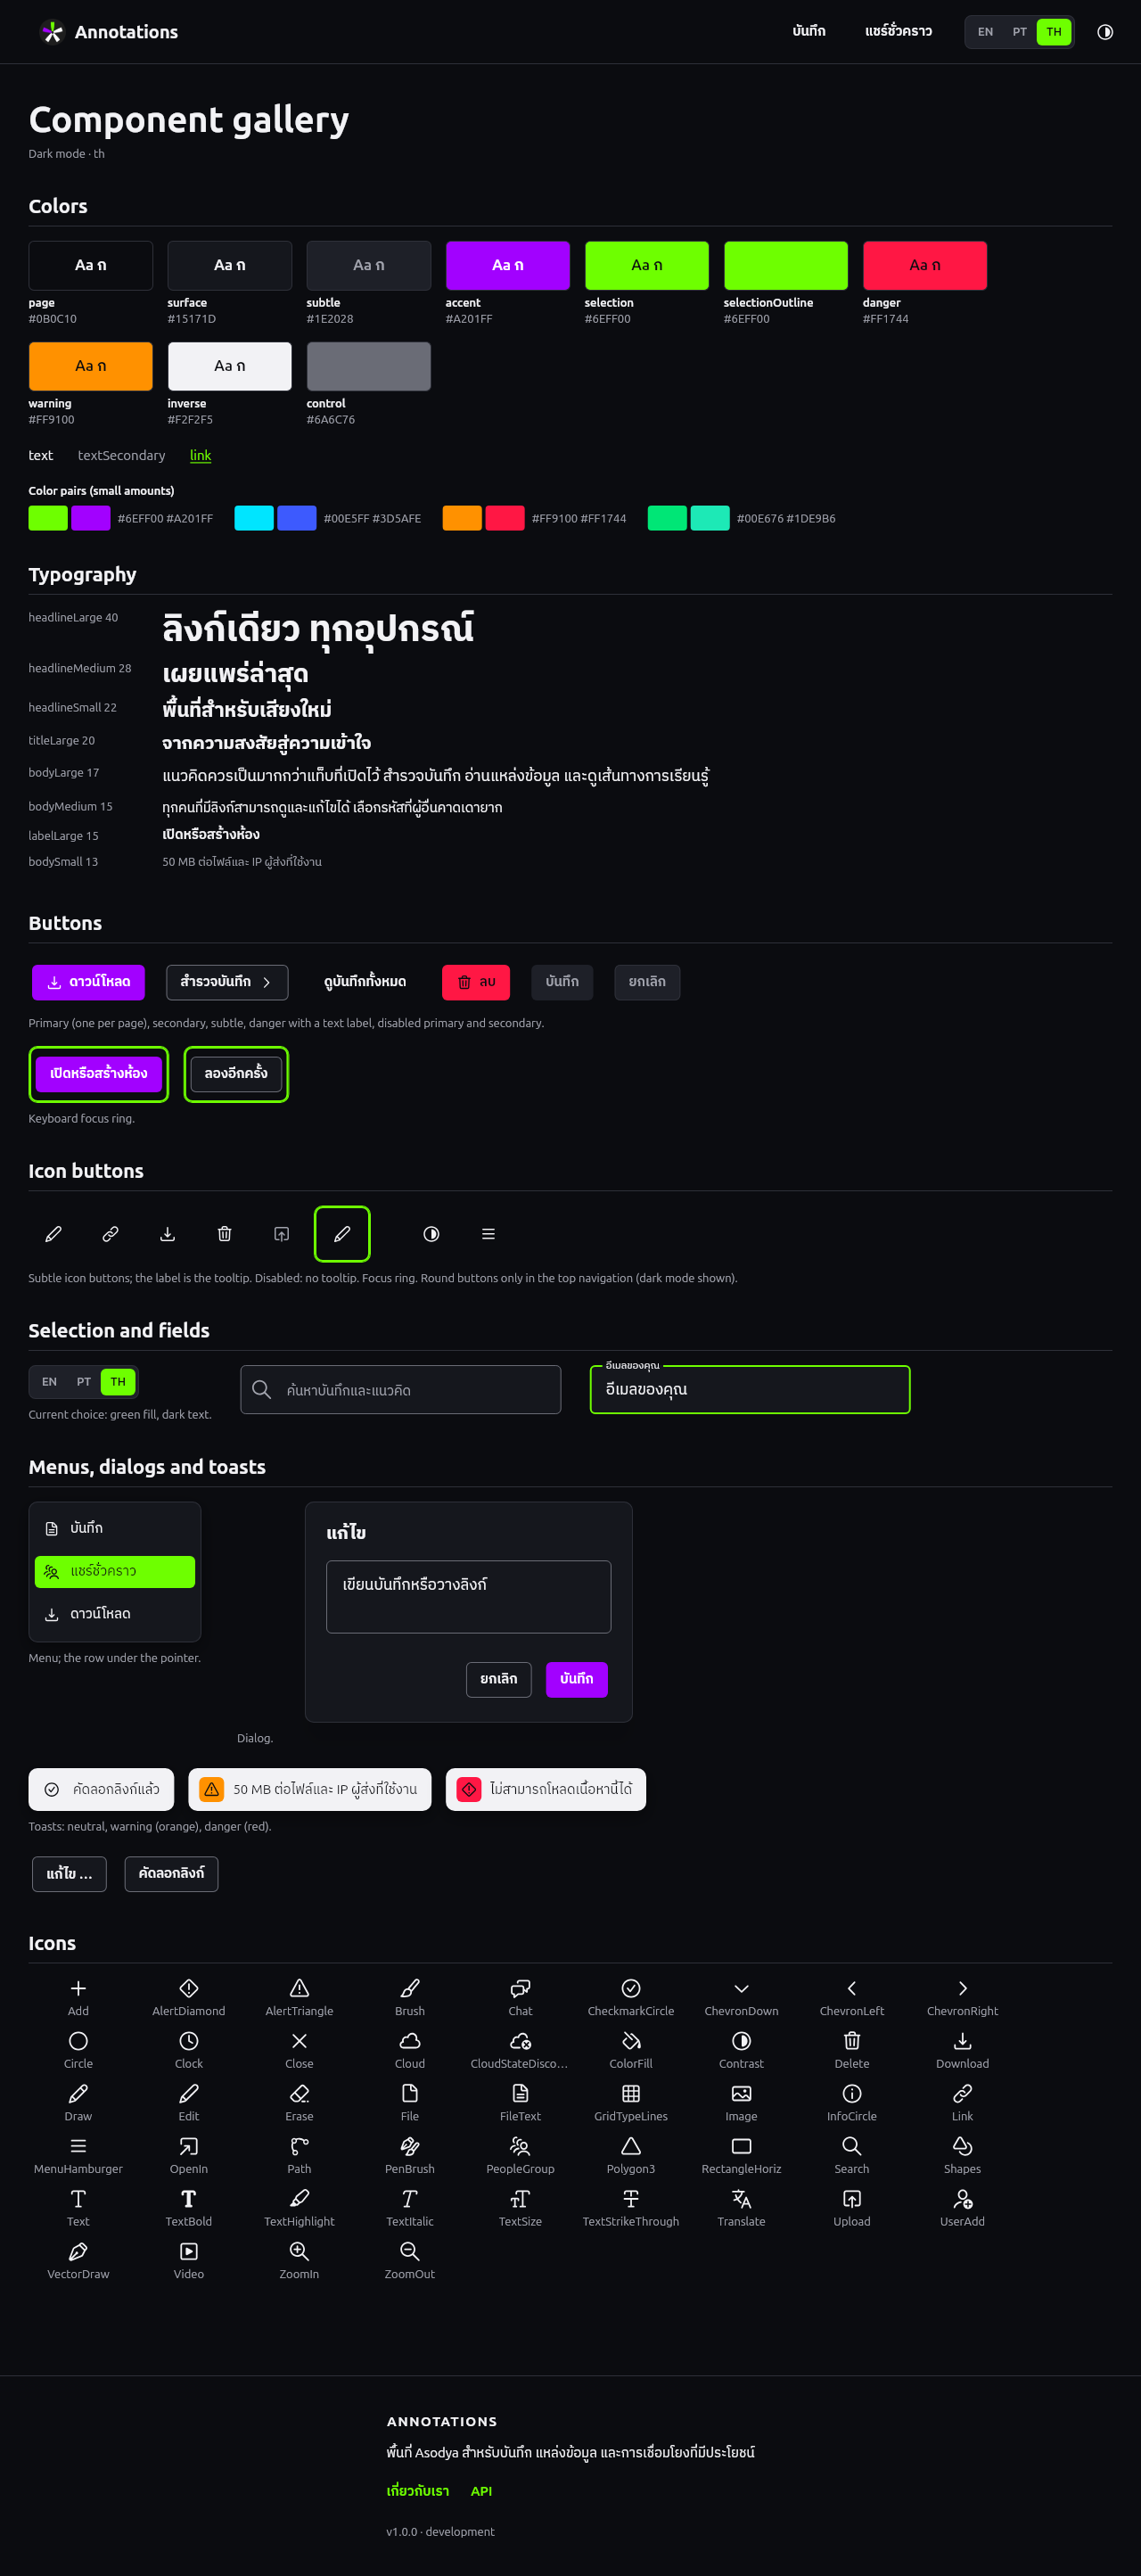 Annotations บันทึก แชร์ชั่วคราว EN PT TH
Component gallery
Dark mode · th
Colors
Aa ก Aa ก Aa ก Aa ก Aa ก Aa ก
page surface subtle accent selection selectionOutline danger
#0B0C10 #15171D #1E2028 #A201FF #6EFF00 #6EFF00 #FF1744
Aa ก Aa ก
warning inverse control
#FF9100 #F2F2F5 #6A6C76
text textSecondary link
Color pairs (small amounts)
#6EFF00 #A201FF #00E5FF #3D5AFE #FF9100 #FF1744 #00E676 #1DE9B6
Typography
headlineLarge 40 ลิงก์เดียว ทุกอุปกรณ์
headlineMedium 28 เผยแพร่ล่าสุด
headlineSmall 22 พื้นที่สำหรับเสียงใหม่
titleLarge 20 จากความสงสัยสู่ความเข้าใจ
bodyLarge 17 แนวคิดควรเป็นมากกว่าแท็บที่เปิดไว้ สำรวจบันทึก อ่านแหล่งข้อมูล และดูเส้นทางการเรียนรู้
bodyMedium 15 ทุกคนที่มีลิงก์สามารถดูและแก้ไขได้ เลือกรหัสที่ผู้อื่นคาดเดายาก
labelLarge 15 เปิดหรือสร้างห้อง
bodySmall 13 50 MB ต่อไฟล์และ IP ผู้ส่งที่ใช้งาน
Buttons
ดาวน์โหลด สำรวจบันทึก ดูบันทึกทั้งหมด ลบ บันทึก ยกเลิก
Primary (one per page), secondary, subtle, danger with a text label, disabled primary and secondary.
เปิดหรือสร้างห้อง ลองอีกครั้ง
Keyboard focus ring.
Icon buttons
Subtle icon buttons; the label is the tooltip. Disabled: no tooltip. Focus ring. Round buttons only in the top navigation (dark mode shown).
Selection and fields
อีเมลของคุณ
EN PT TH ค้นหาบันทึกและแนวคิด อีเมลของคุณ
Current choice: green fill, dark text.
Menus, dialogs and toasts
บันทึก
แชร์ชั่วคราว
ดาวน์โหลด
Menu; the row under the pointer.
แก้ไข
เขียนบันทึกหรือวางลิงก์
ยกเลิก บันทึก
Dialog.
คัดลอกลิงก์แล้ว 50 MB ต่อไฟล์และ IP ผู้ส่งที่ใช้งาน ไม่สามารถโหลดเนื้อหานี้ได้
Toasts: neutral, warning (orange), danger (red).
แก้ไข ... คัดลอกลิงก์
Icons
Add AlertDiamond AlertTriangle Brush Chat CheckmarkCircle ChevronDown ChevronLeft ChevronRight
Circle Clock Close Cloud CloudStateDisco... ColorFill Contrast Delete Download
Draw Edit Erase File FileText GridTypeLines Image InfoCircle Link
MenuHamburger OpenIn Path PenBrush PeopleGroup Polygon3 RectangleHoriz Search Shapes
Text TextBold TextHighlight TextItalic TextSize TextStrikeThrough Translate Upload UserAdd
VectorDraw Video ZoomIn ZoomOut
ANNOTATIONS
พื้นที่ Asodya สำหรับบันทึก แหล่งข้อมูล และการเชื่อมโยงที่มีประโยชน์
เกี่ยวกับเรา API
v1.0.0 · development